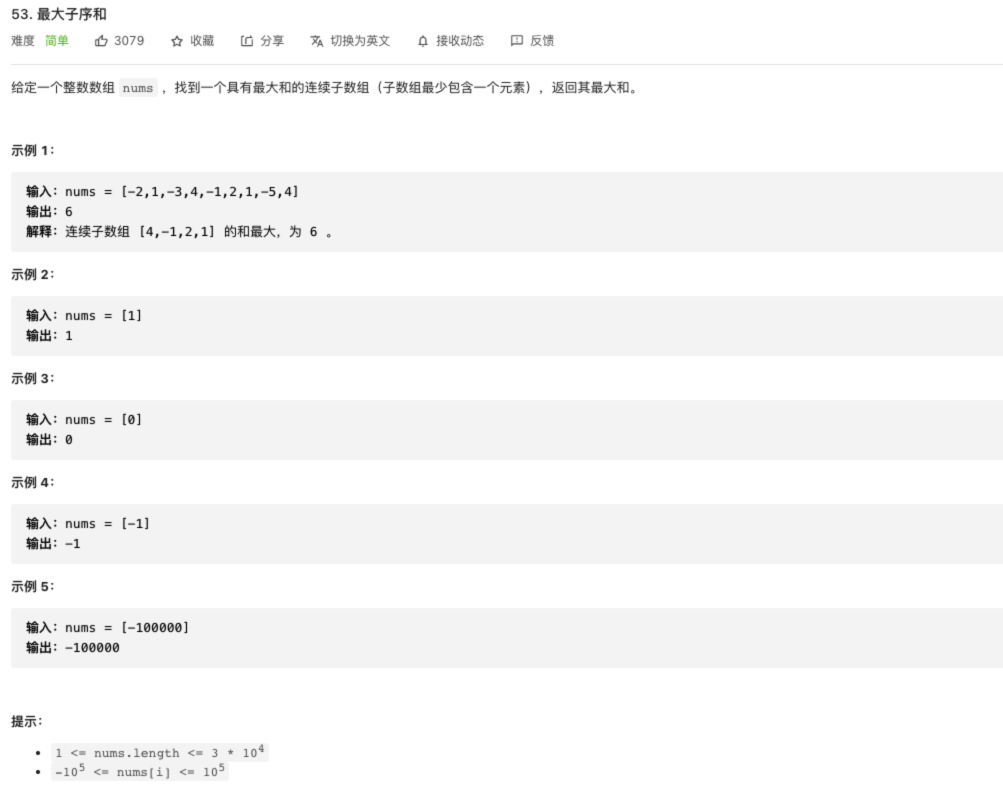 53. 最大子序和
难度 简单 3079 收藏 分享 切换为英文 接收动态 反馈
给定一个整数数组 nums ，找到一个具有最大和的连续子数组（子数组最少包含一个元素），返回其最大和。
示例 1：
输入：nums = [-2,1,-3,4,-1,2,1,-5,4]
输出：6
解释：连续子数组 [4,-1,2,1] 的和最大，为 6 。
示例 2：
输入：nums = [1]
输出：1
示例 3：
输入：nums = [0]
输出：0
示例 4：
输入：nums = [-1]
输出：-1
示例 5：
输入：nums = [-100000]
输出：-100000
提示：
• 1 <= nums.length <= 3 * 10⁴
• -10⁵ <= nums[i] <= 10⁵